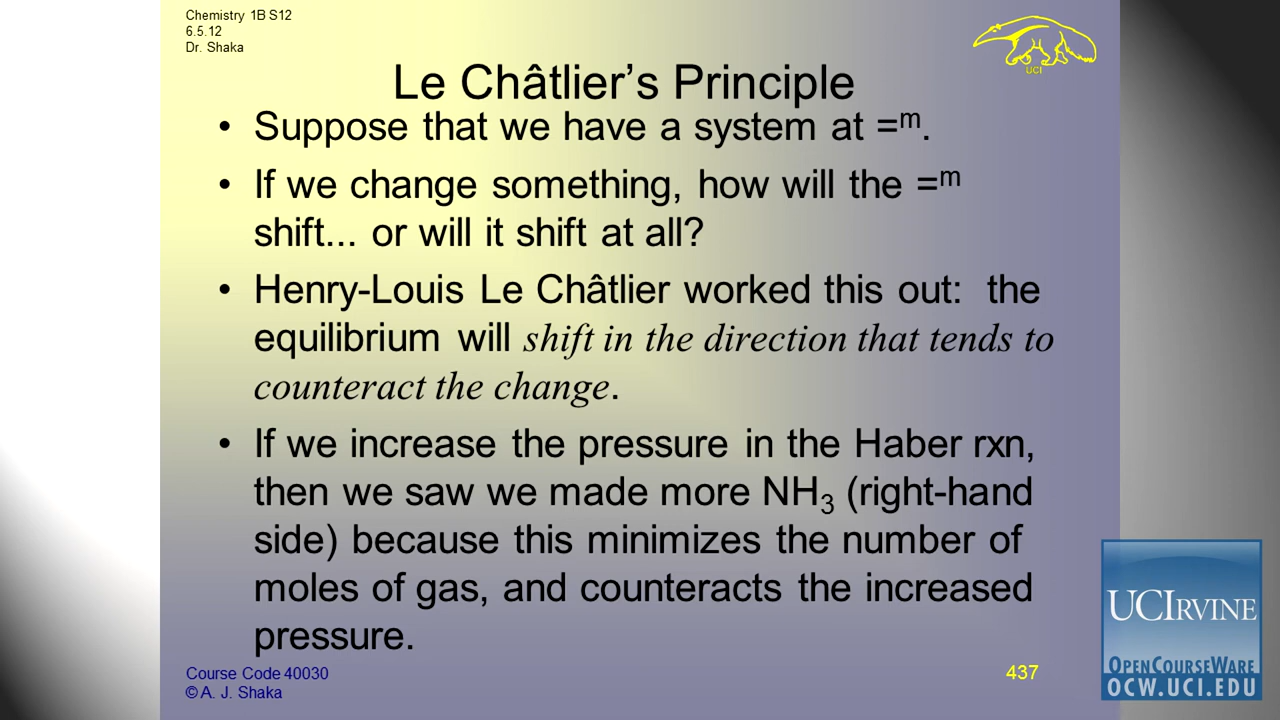 Chemistry 1B S12
6.5.12
Dr. Shaka
UCI
Le Châtlier’s Principle
• Suppose that we have a system at =ᵐ.
• If we change something, how will the =ᵐ
shift... or will it shift at all?
• Henry-Louis Le Châtlier worked this out: the
equilibrium will shift in the direction that tends to
counteract the change.
• If we increase the pressure in the Haber rxn,
then we saw we made more NH₃ (right-hand
side) because this minimizes the number of
moles of gas, and counteracts the increased
pressure.
Course Code 40030
© A. J. Shaka
437
UCIRVINE
OPENCOURSEWARE
OCW.UCI.EDU